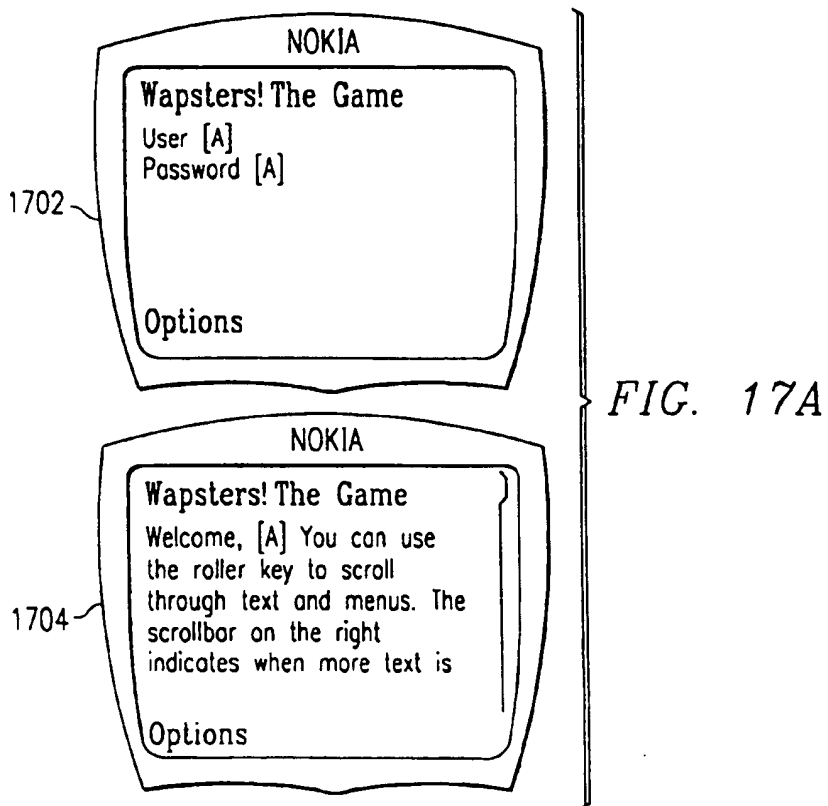 NOKIA
Wapsters! The Game
User [A]
Password [A]
1702
Options
FIG. 17A
NOKIA
Wapsters! The Game
Welcome, [A] You can use
the roller key to scroll
through text and menus. The
scrollbar on the right
indicates when more text is
1704
Options